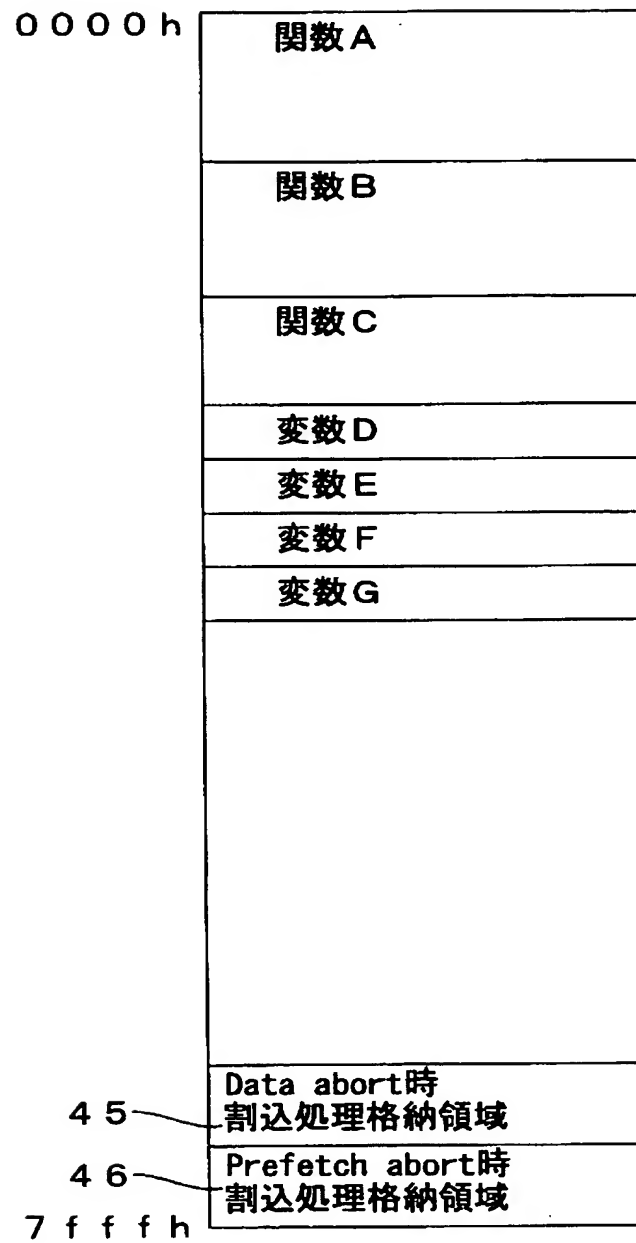 0000h
関数A
関数B
関数C
変数D
変数E
変数F
変数G
Data abort時
45
割込処理格納領域
Prefetch abort時
46
割込処理格納領域
7fffh